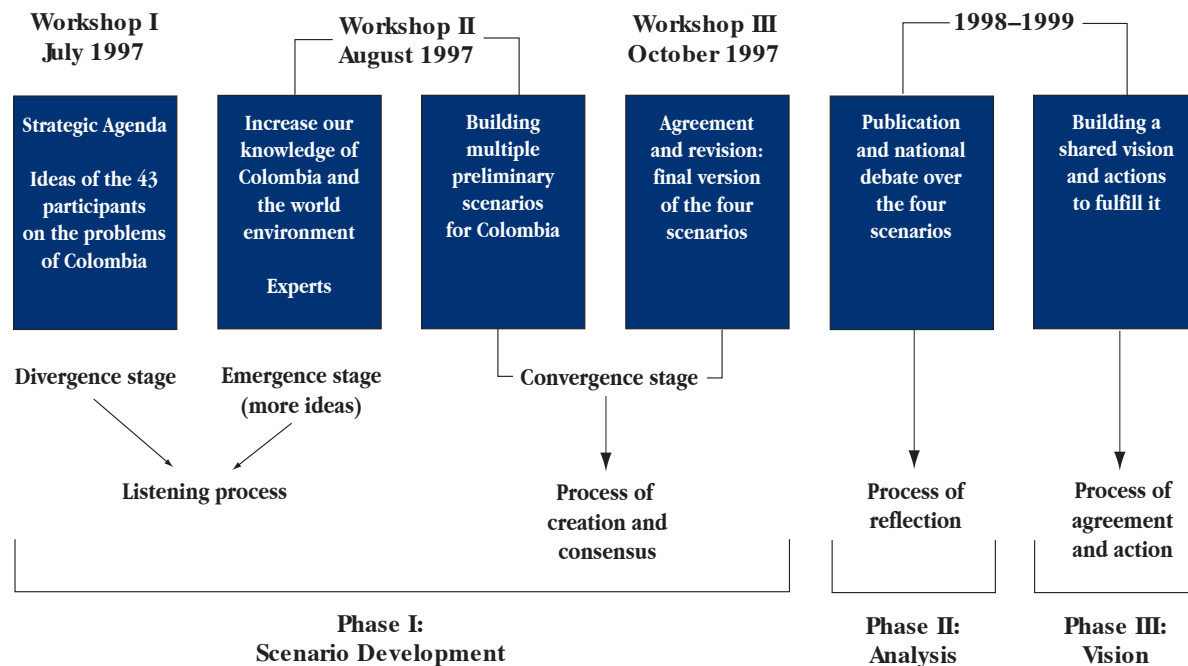 Workshop I
July 1997
Workshop II
August 1997
Workshop III
October 1997
1998–1999
Strategic Agenda
Ideas of the 43
participants
on the problems
of Colombia
Increase our
knowledge of
Colombia and
the world
environment
Experts
Building
multiple
preliminary
scenarios
for Colombia
Agreement
and revision:
final version
of the four
scenarios
Publication
and national
debate over
the four
scenarios
Building a
shared vision
and actions
to fulfill it
Divergence stage
Emergence stage
(more ideas)
Convergence stage
Listening process
Process of
creation and
consensus
Process of
reflection
Process of
agreement
and action
Phase I:
Scenario Development
Phase II:
Analysis
Phase III:
Vision